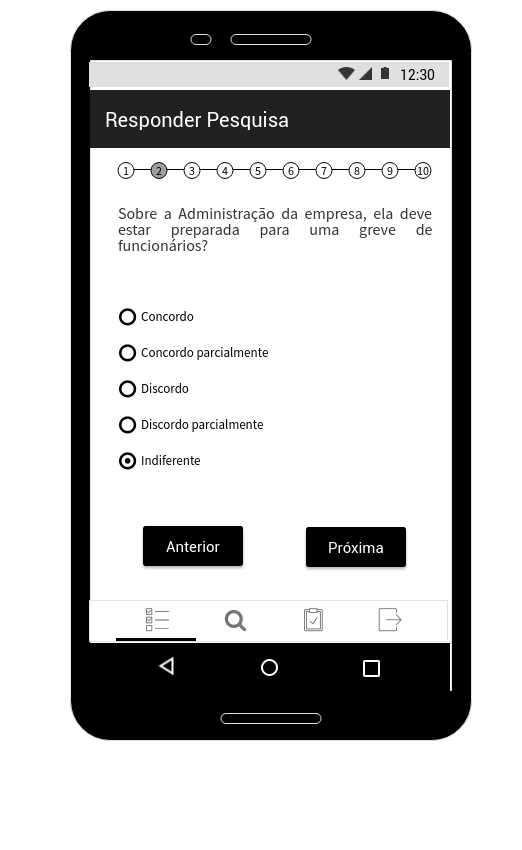 12:30
Responder Pesquisa
1 2 3 4 5 6 7 8 9 10
Sobre a Administração da empresa, ela deve
estar preparada para uma greve de
funcionários?
Concordo
Concordo parcialmente
Discordo
Discordo parcialmente
Indiferente
Anterior Próxima